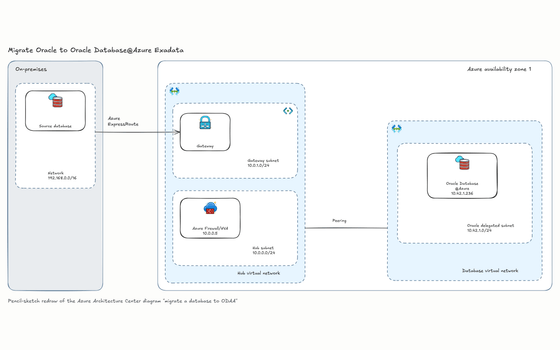 Migrate Oracle to Oracle Database@Azure Exadata
On-premises
Source database
Network
192.168.0.0/16
Azure
ExpressRoute
Azure availability zone 1
Gateway
Gateway subnet
10.0.1.0/24
Azure Firewall/NVA
10.0.0.5
Hub subnet
10.0.0.0/24
Hub virtual network
Peering
Oracle Database
@Azure
10.42.1.236
Oracle delegated subnet
10.42.1.0/24
Database virtual network
Pencil-sketch redraw of the Azure Architecture Center diagram "migrate a database to ODAA"